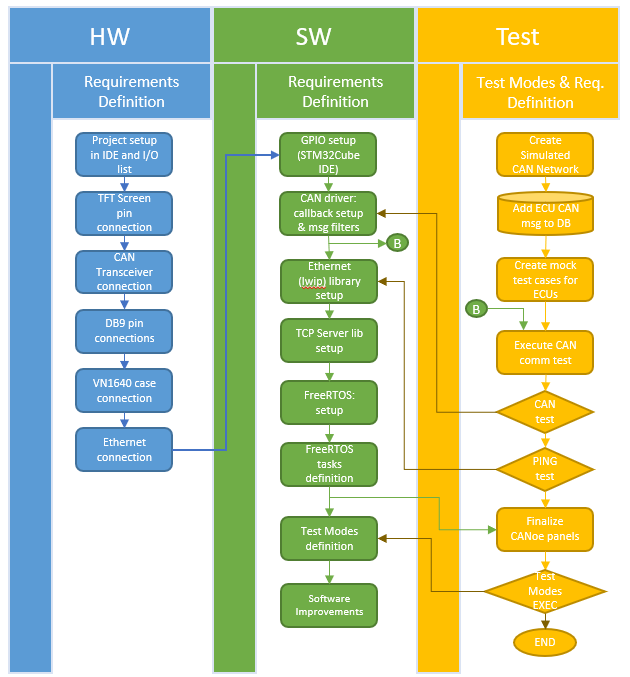 HW
SW
Test
Requirements
Definition
Requirements
Definition
Test Modes & Req.
Definition
Project setup
in IDE and I/O
list
TFT Screen
pin
connection
CAN
Transceiver
connection
DB9 pin
connections
VN1640 case
connection
Ethernet
connection
GPIO setup
(STM32Cube
IDE)
CAN driver:
callback setup
& msg filters
B
Ethernet
(lwip) library
setup
TCP Server lib
setup
FreeRTOS:
setup
FreeRTOS
tasks
definition
Test Modes
definition
Software
Improvements
Create
Simulated
CAN Network
Add ECU CAN
msg to DB
Create mock
test cases for
ECUs
B
Execute CAN
comm test
CAN
test
PING
test
Finalize
CANoe panels
Test
Modes
EXEC
END